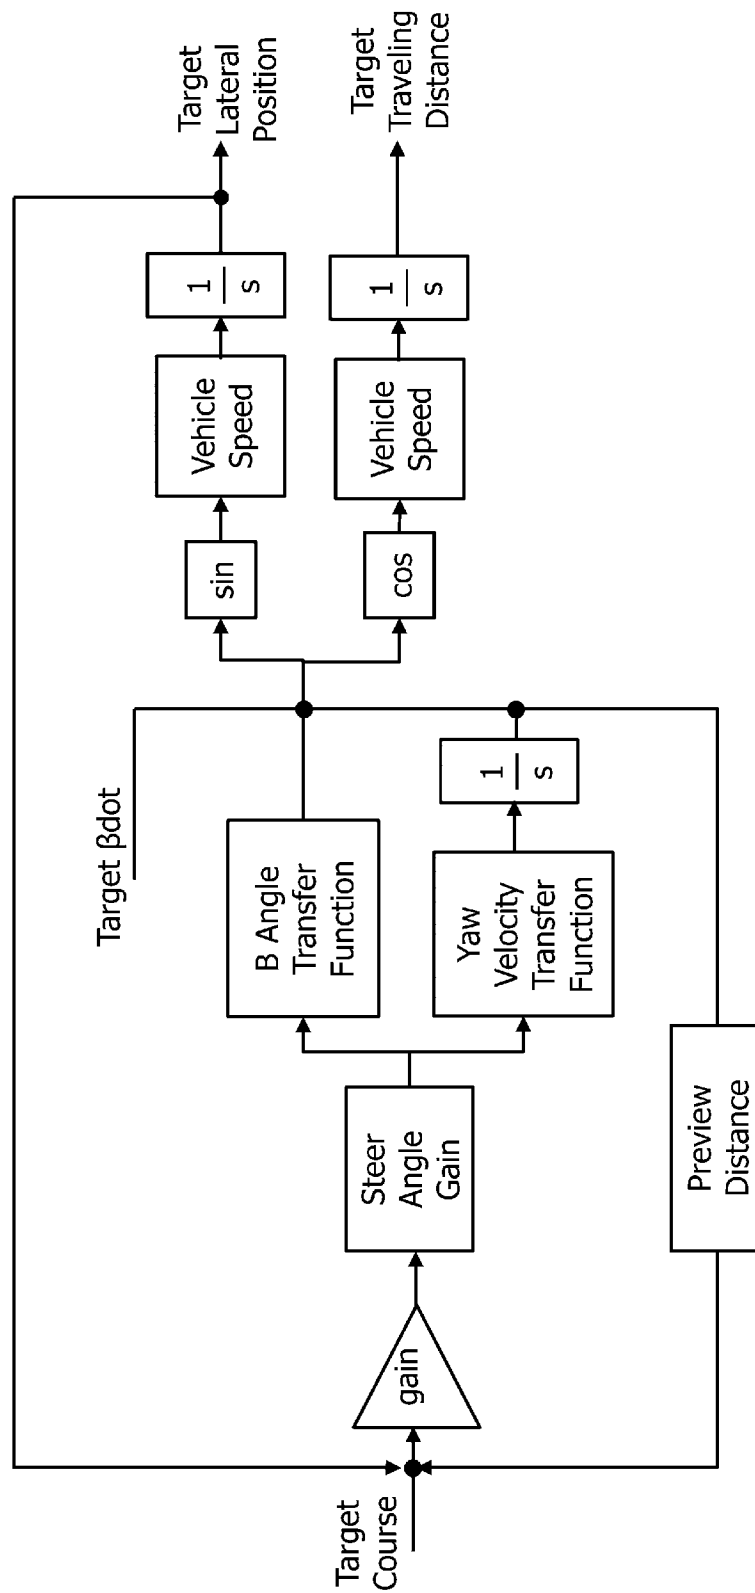 Target
Course
gain
Steer
Angle
Gain
Preview
Distance
Target βdot
B Angle
Transfer
Function
Yaw
Velocity
Transfer
Function
1
s
sin
cos
Vehicle
Speed
Vehicle
Speed
1
s
1
s
Target
Lateral
Position
Target
Traveling
Distance